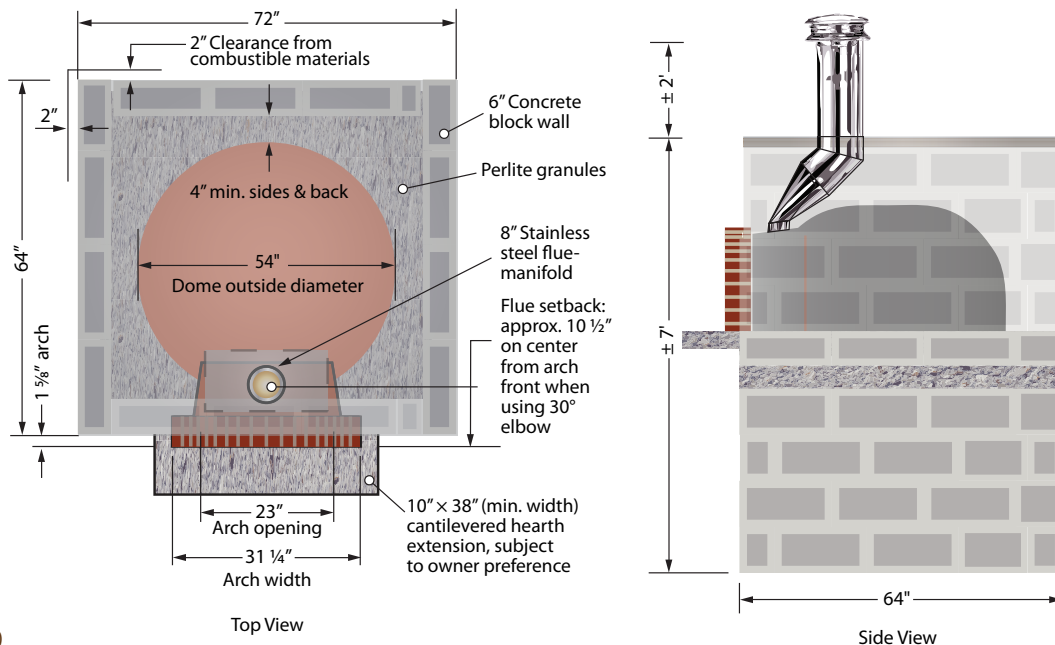 72"
2" Clearance from
combustible materials
2"
6" Concrete
block wall
Perlite granules
4" min. sides & back
64"
54"
Dome outside diameter
8" Stainless
steel flue-
manifold
Flue setback:
approx. 10 ½"
on center
from arch
front when
using 30°
elbow
1 ⅝" arch
23"
Arch opening
31 ¼"
Arch width
10" × 38" (min. width)
cantilevered hearth
extension, subject
to owner preference
Top View
± 2'
± 7'
64"
Side View